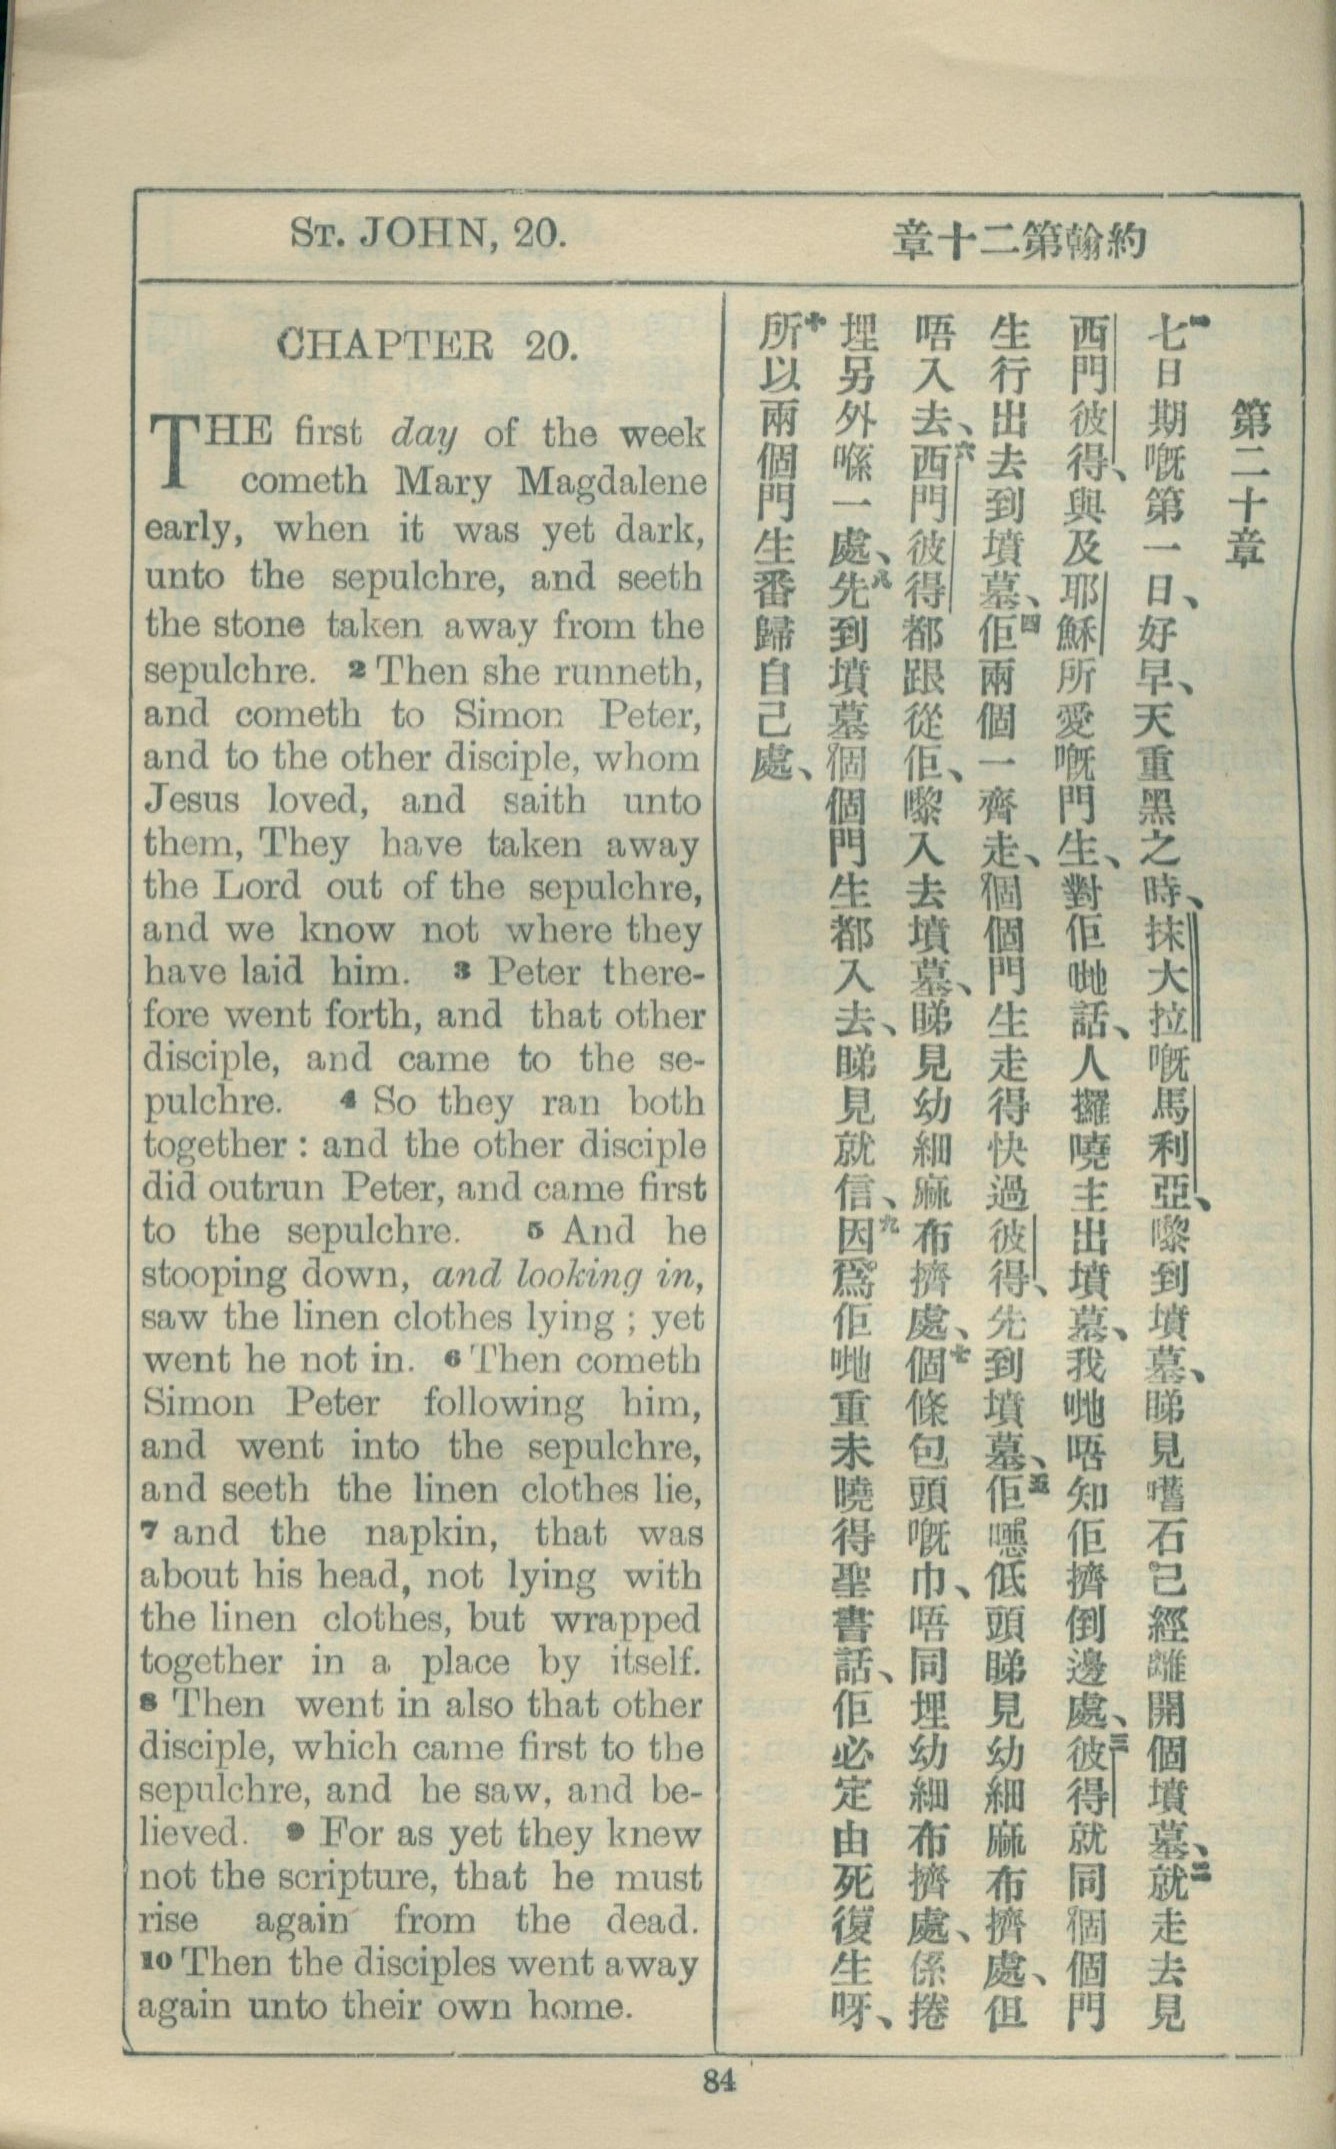 ST. JOHN, 20.
章十二第翰約
CHAPTER 20.
THE first day of the week
cometh Mary Magdalene
early, when it was yet dark,
unto the sepulchre, and seeth
the stone taken away from the
sepulchre. 2 Then she runneth,
and cometh to Simon Peter,
and to the other disciple, whom
Jesus loved, and saith unto
them, They have taken away
the Lord out of the sepulchre,
and we know not where they
have laid him. 3 Peter there-
fore went forth, and that other
disciple, and came to the se-
pulchre. 4 So they ran both
together : and the other disciple
did outrun Peter, and came first
to the sepulchre. 5 And he
stooping down, and looking in,
saw the linen clothes lying ; yet
went he not in. 6 Then cometh
Simon Peter following him,
and went into the sepulchre,
and seeth the linen clothes lie,
7 and the napkin, that was
about his head, not lying with
the linen clothes, but wrapped
together in a place by itself.
8 Then went in also that other
disciple, which came first to the
sepulchre, and he saw, and be-
lieved. 9 For as yet they knew
not the scripture, that he must
rise again from the dead.
10 Then the disciples went away
again unto their own home.
第二十章
一七日期嘅第一日、好早、天重黑之時、抹大拉嘅馬利亞、嚟到墳墓、睇見嚿石已經離開個墳墓、二就走去見
西門彼得、與及耶穌所愛嘅門生、對佢哋話、人攞曉主出墳墓、我哋唔知佢擠倒邊處、三彼得就同個個門
生行出去到墳墓、四佢兩個一齊走、個個門生走得快過彼得、先到墳墓、五佢𠹌低頭睇見幼細麻布擠處、但
唔入去、六西門彼得都跟從佢、嚟入去墳墓、睇見幼細麻布擠處、七個條包頭嘅巾、唔同埋幼細布擠處、係捲
埋另外喺一處、八先到墳墓個個門生都入去、睇見就信、九因爲佢哋重未曉得聖書話、佢必定由死復生呀、
十所以兩個門生番歸自己處、
84